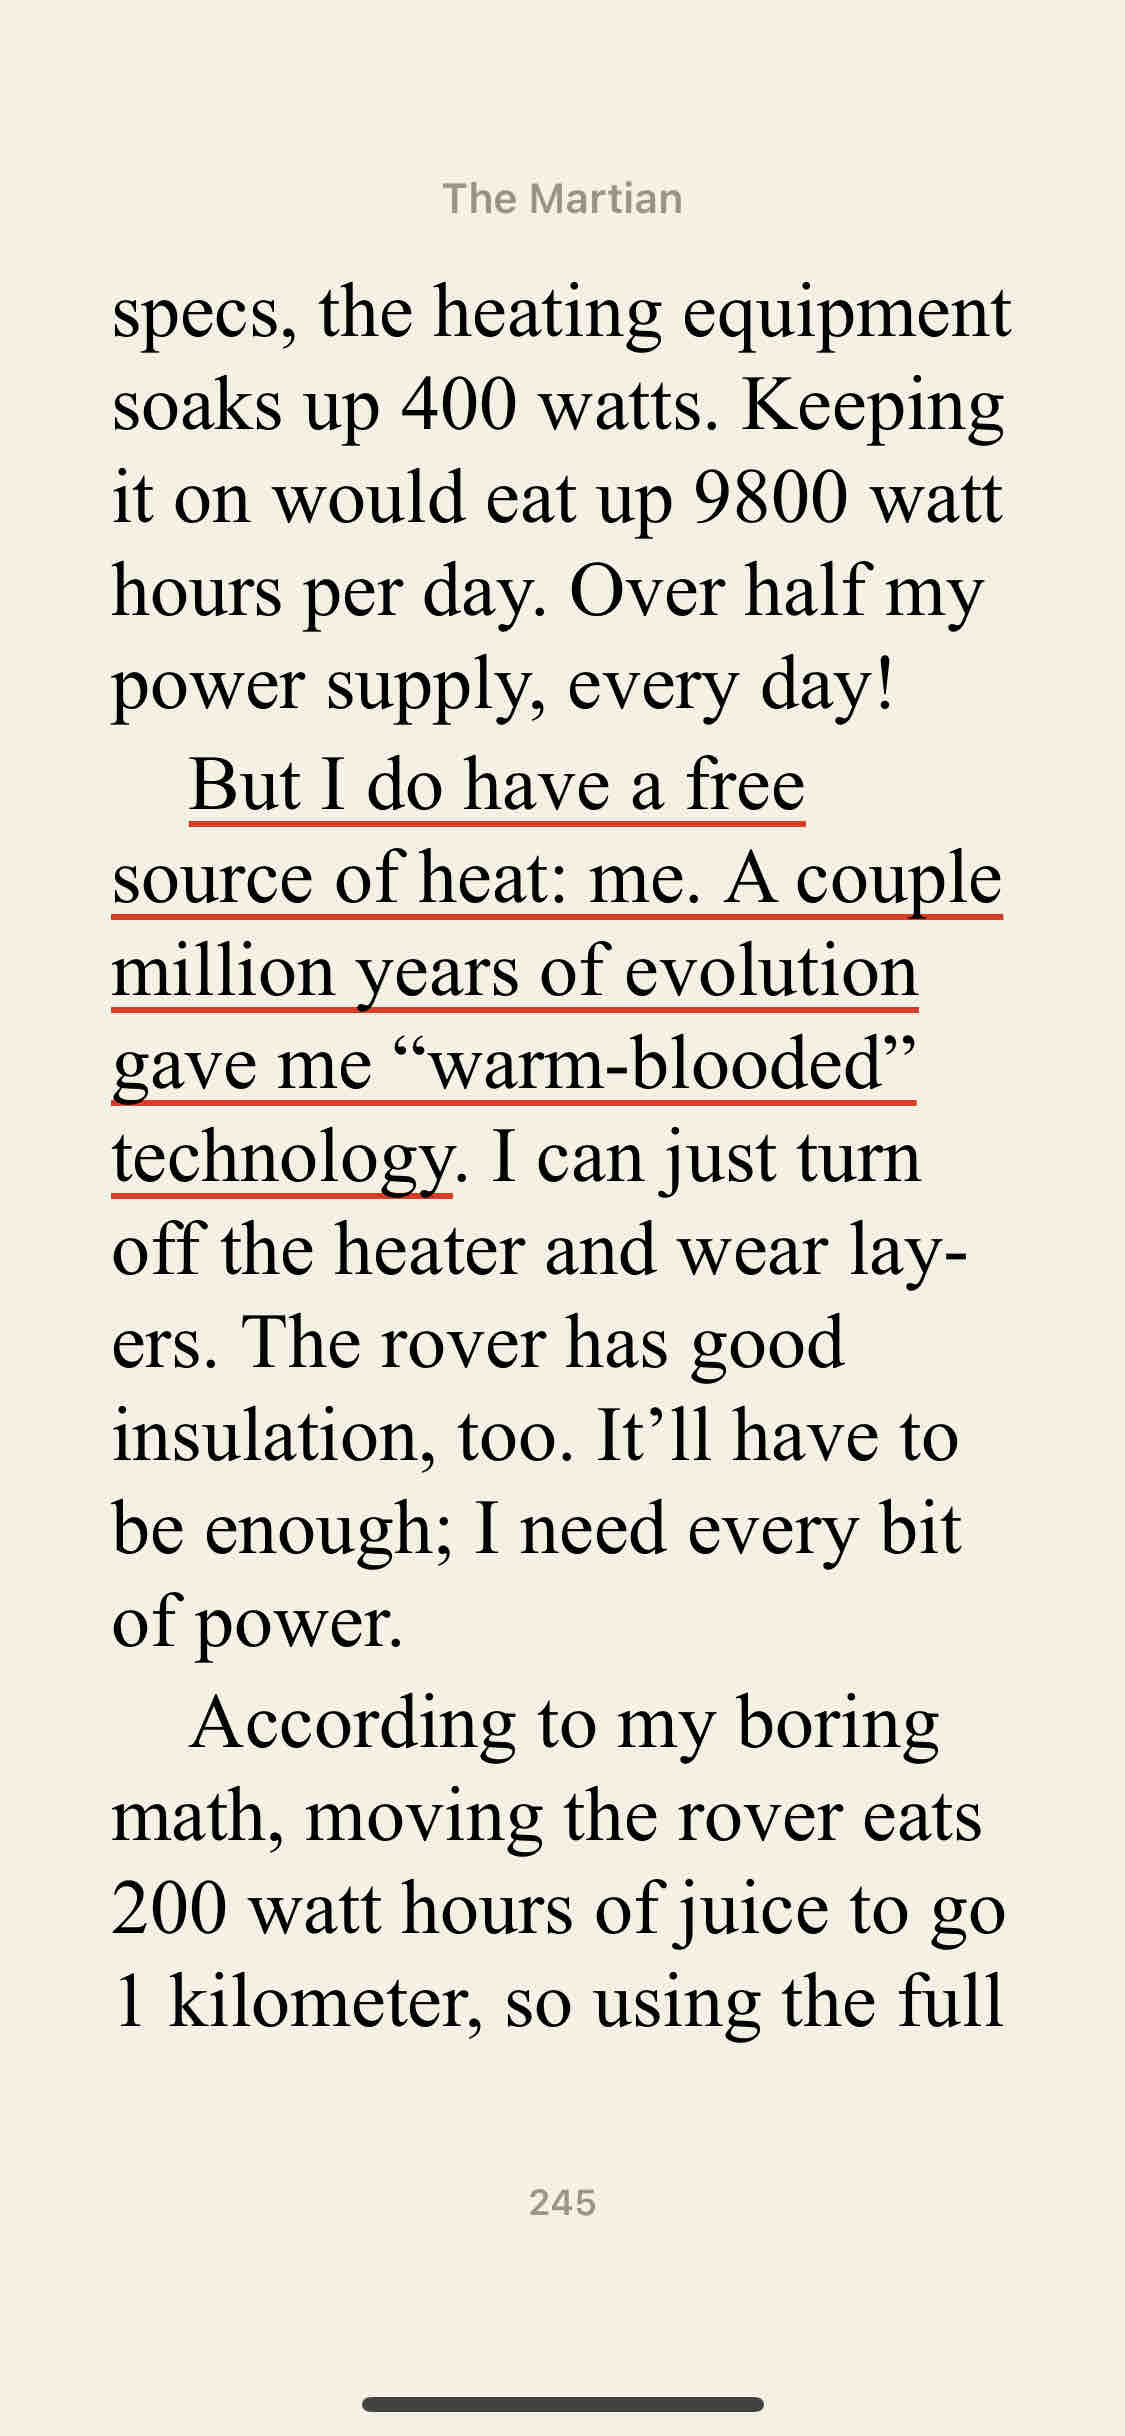 The Martian
specs, the heating equipment
soaks up 400 watts. Keeping
it on would eat up 9800 watt
hours per day. Over half my
power supply, every day!
But I do have a free
source of heat: me. A couple
million years of evolution
gave me “warm-blooded”
technology. I can just turn
off the heater and wear lay-
ers. The rover has good
insulation, too. It’ll have to
be enough; I need every bit
of power.
According to my boring
math, moving the rover eats
200 watt hours of juice to go
1 kilometer, so using the full
245